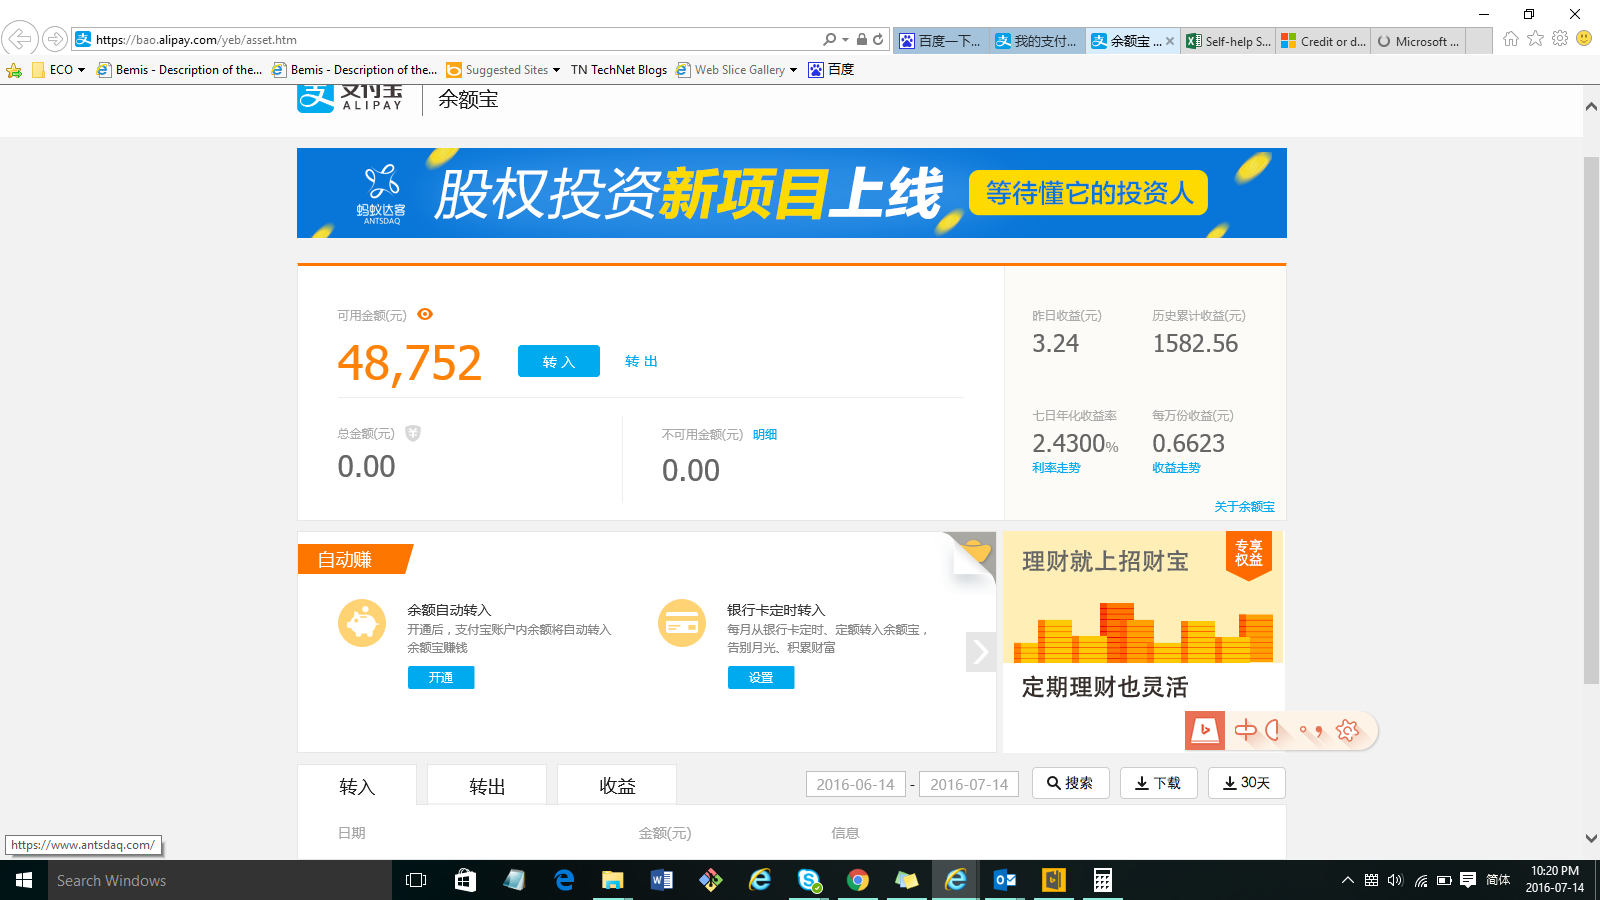 https://bao.alipay.com/yeb/asset.htm
百度一下...
我的支付...
余额宝 ...
Self-help S...
Credit or d...
Microsoft ...
ECO
Bemis - Description of the...
Bemis - Description of the...
Suggested Sites
TN TechNet Blogs
Web Slice Gallery
百度
支付宝
ALIPAY
余额宝
蚂蚁达客
ANTSDAQ
股权投资新项目上线
等待懂它的投资人
可用金额(元)
48,752
转 入
转 出
总金额(元)
0.00
不可用金额(元) 明细
0.00
昨日收益(元)
3.24
历史累计收益(元)
1582.56
七日年化收益率
2.4300%
利率走势
每万份收益(元)
0.6623
收益走势
关于余额宝
自动赚
余额自动转入
开通后，支付宝账户内余额将自动转入
余额宝赚钱
开通
银行卡定时转入
每月从银行卡定时、定额转入余额宝，
告别月光、积累财富
设置
理财就上招财宝
专享
权益
定期理财也灵活
中
转入
转出
收益
2016-06-14 - 2016-07-14
搜索
下载
30天
日期
金额(元)
信息
https://www.antsdaq.com/
Search Windows
简体
10:20 PM
2016-07-14